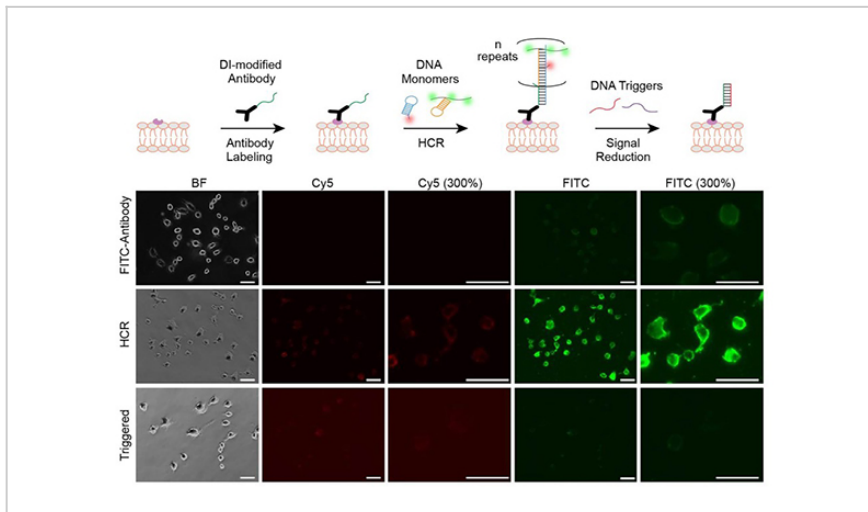 n
repeats
DI-modified
Antibody
DNA
Monomers
DNA Triggers
Antibody
Labeling
HCR
Signal
Reduction
BF
Cy5
Cy5 (300%)
FITC
FITC (300%)
FITC-Antibody
HCR
Triggered